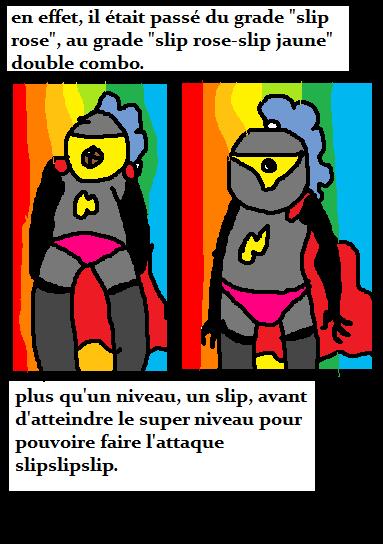 en effet, il était passé du grade "slip
rose", au grade "slip rose-slip jaune"
double combo.
plus qu'un niveau, un slip, avant
d'atteindre le super niveau pour
pouvoire faire l'attaque
slipslipslip.